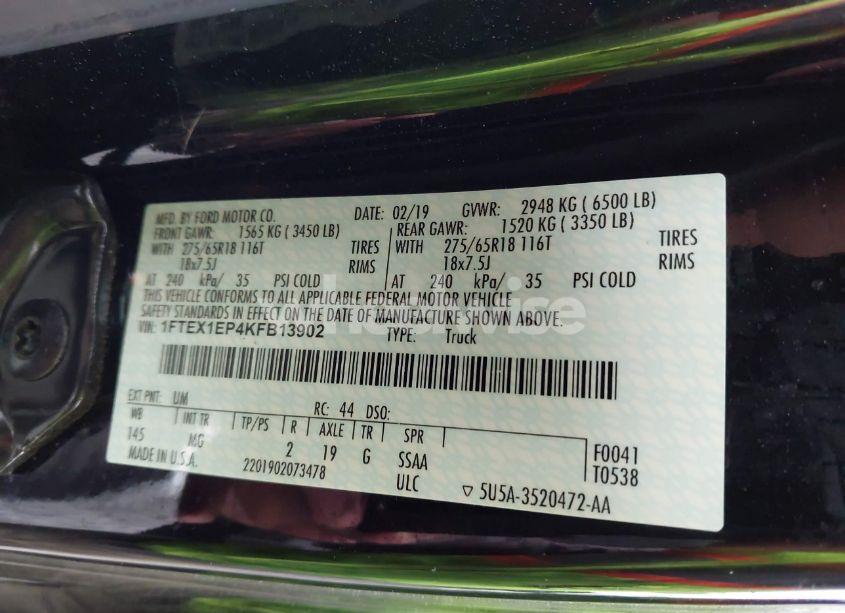 MFD. BY FORD MOTOR CO.
DATE: 02/19 GVWR: 2948 KG ( 6500 LB)
FRONT GAWR: 1565 KG ( 3450 LB) REAR GAWR: 1520 KG ( 3350 LB)
WITH 275/65R18 116T TIRES WITH 275/65R18 116T TIRES
18x7.5J RIMS 18x7.5J RIMS
AT 240 kPa/ 35 PSI COLD AT 240 kPa/ 35 PSI COLD
THIS VEHICLE CONFORMS TO ALL APPLICABLE FEDERAL MOTOR VEHICLE
SAFETY STANDARDS IN EFFECT ON THE DATE OF MANUFACTURE SHOWN ABOVE.
VIN: 1FTEX1EP4KFB13902 TYPE: Truck
EXT PNT: UM RC: 44 DSO:
WB INT TR TP/PS R AXLE TR SPR
145 MG 2 19 G SSAA F0041
MADE IN U.S.A. 2201902073478 ULC T0538
▽ 5U5A-3520472-AA